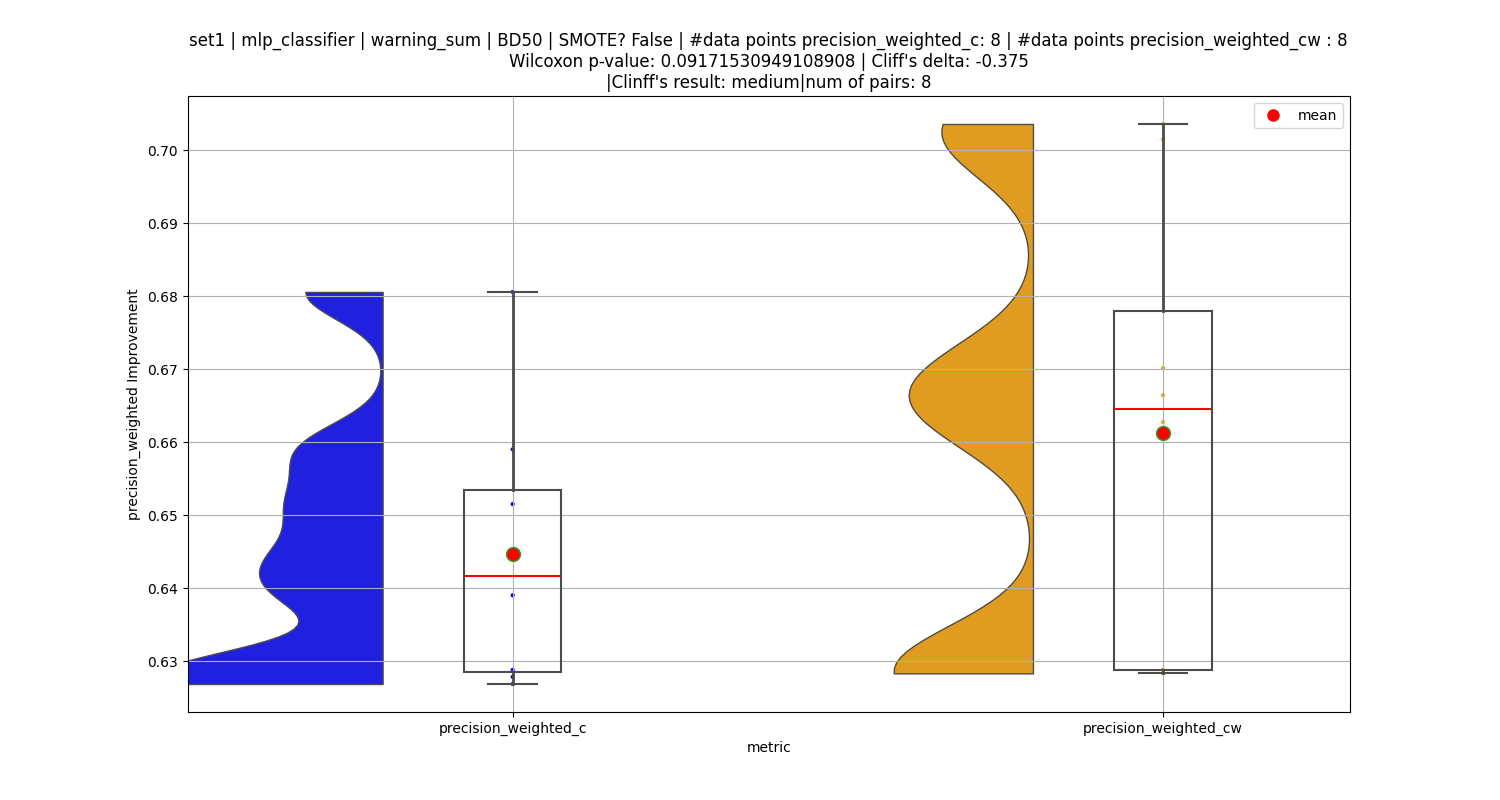 set1 | mlp_classifier | warning_sum | BD50 | SMOTE? False | #data points precision_weighted_c: 8 | #data points precision_weighted_cw : 8
Wilcoxon p-value: 0.09171530949108908 | Cliff's delta: -0.375
|Clinff's result: medium|num of pairs: 8
mean
0.70
0.69
0.68
0.67
0.66
0.65
0.64
0.63
precision_weighted Improvement
precision_weighted_c
precision_weighted_cw
metric